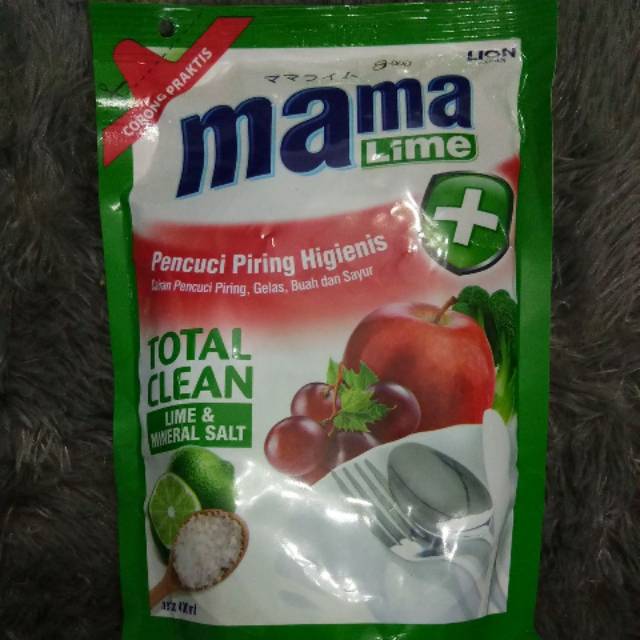 CORONG PRAKTIS
LION
ママライム
mama
Lime
Pencuci Piring Higienis
Cairan Pencuci Piring, Gelas, Buah dan Sayur
TOTAL
CLEAN
LIME &
MINERAL SALT